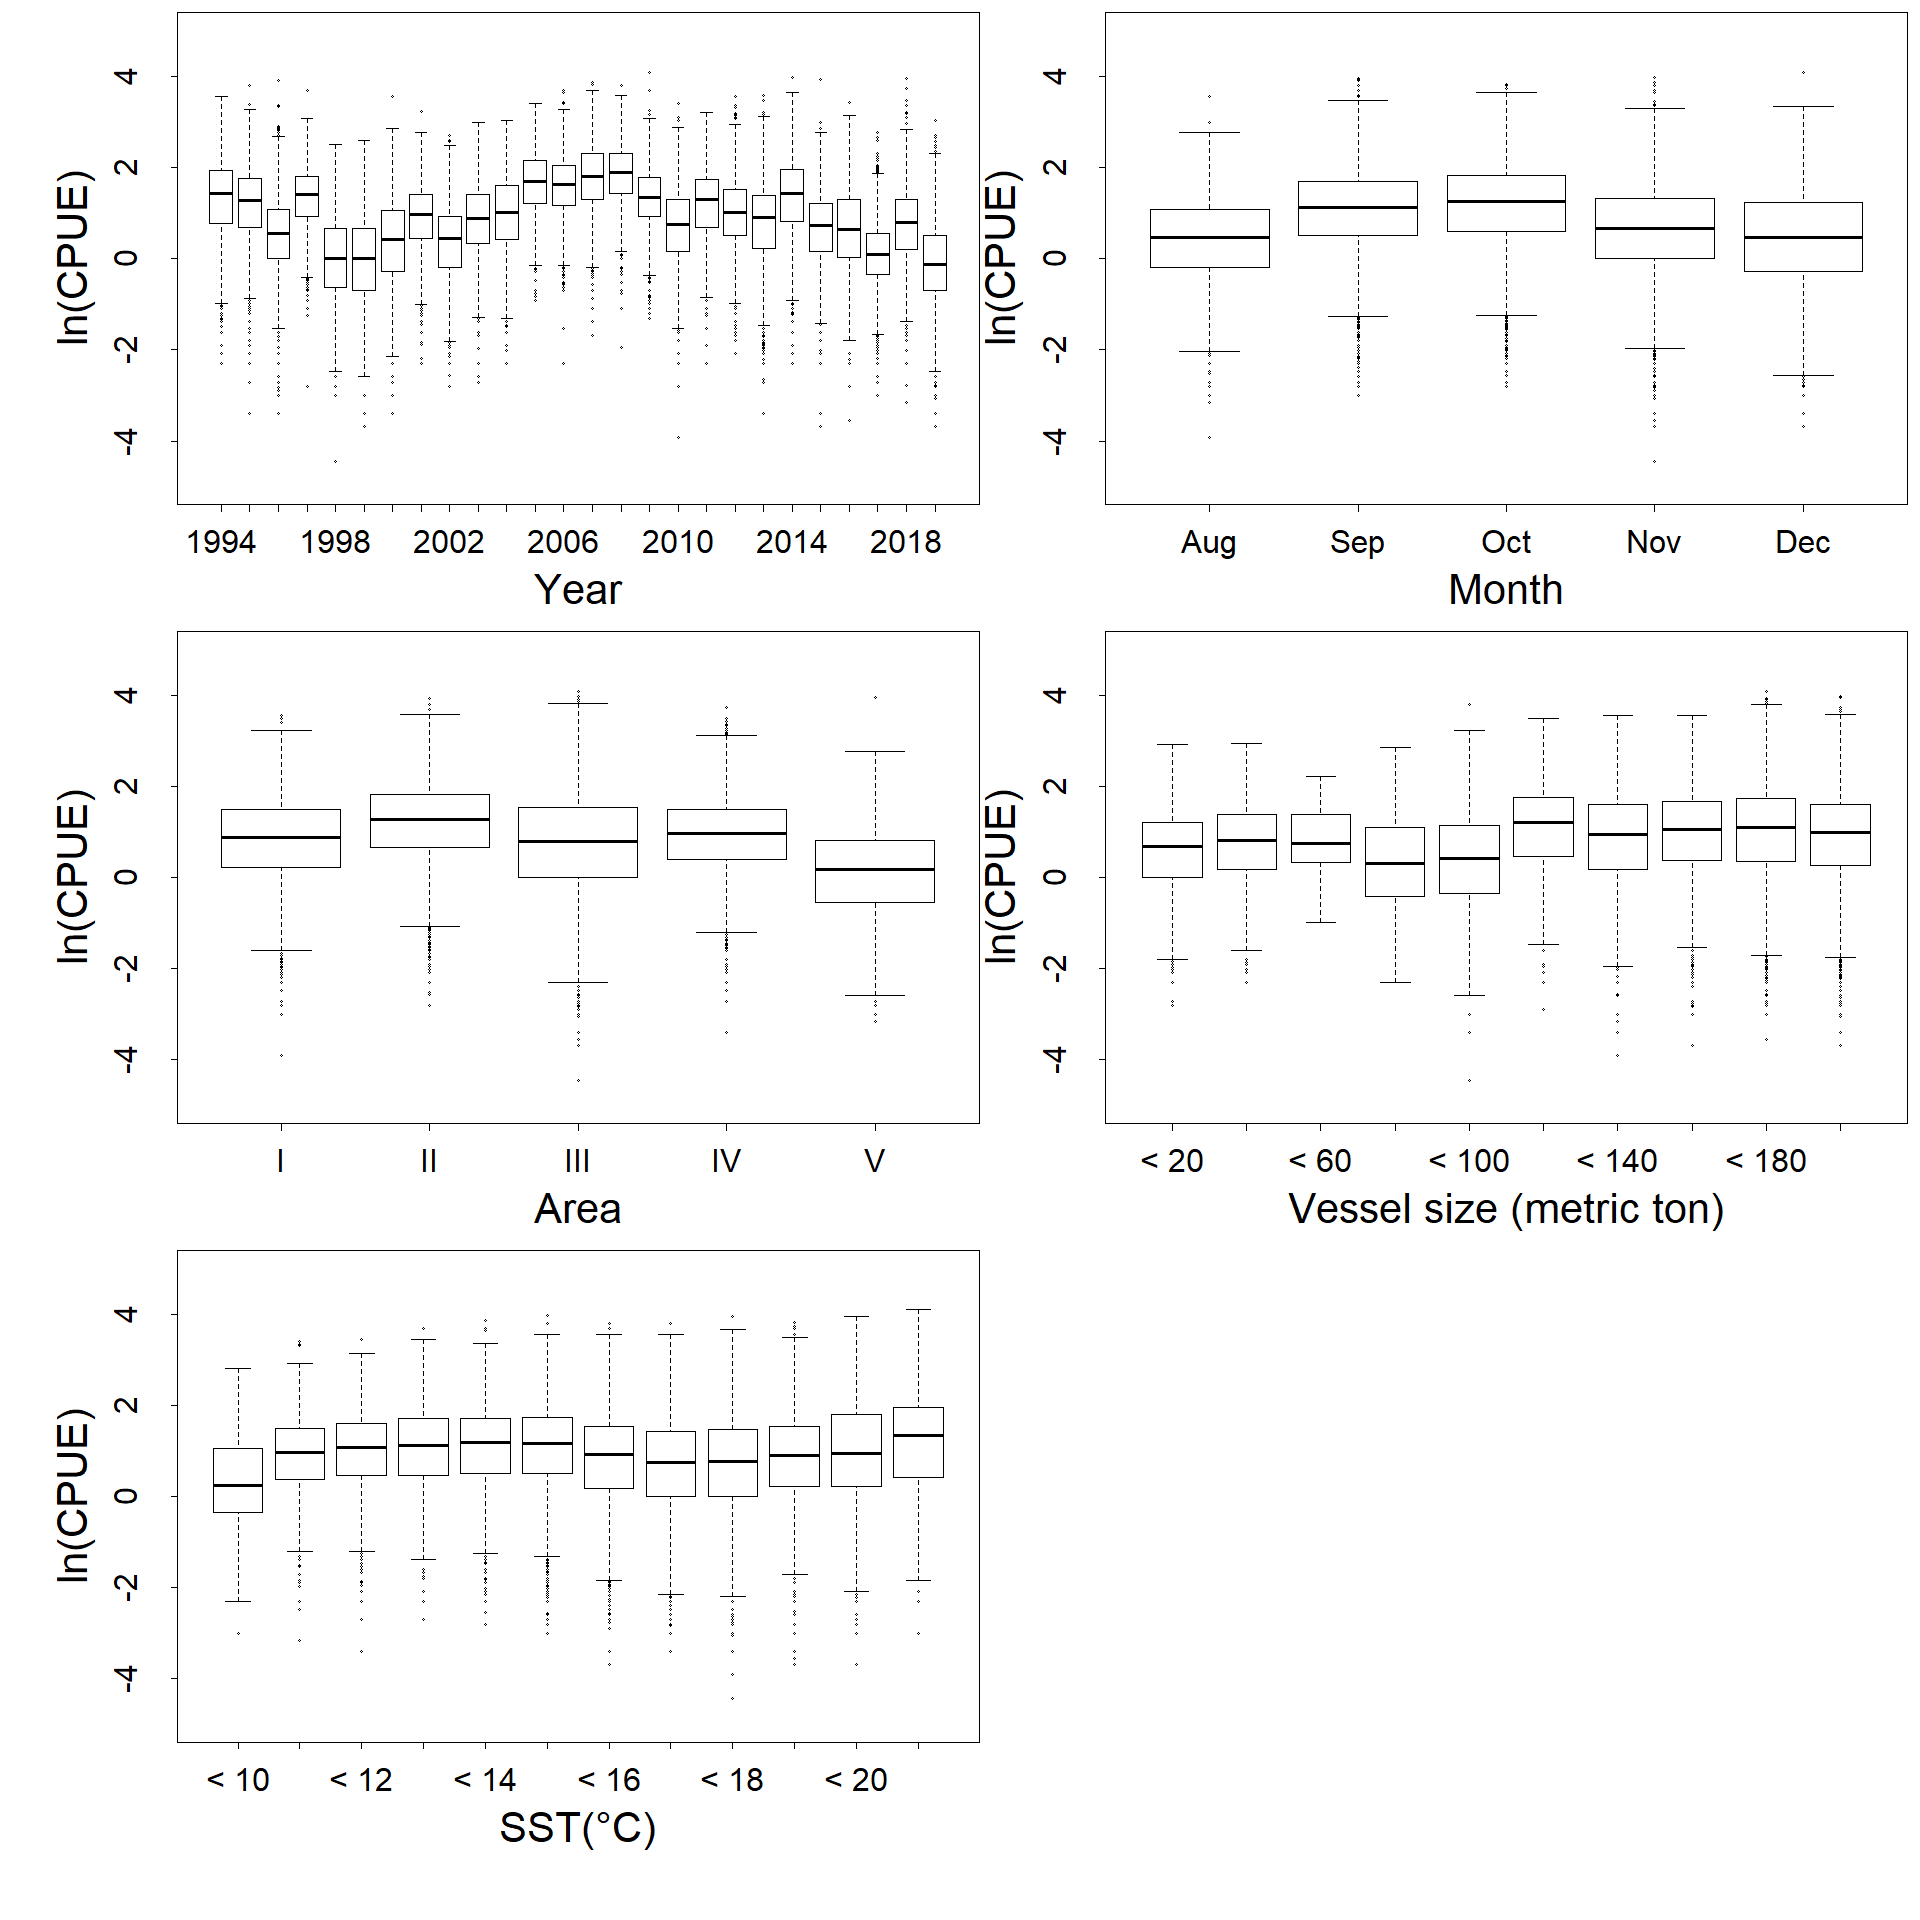 4
2
0
-2
-4
ln(CPUE)
1994 1998 2002 2006 2010 2014 2018
Year
4
2
0
-2
-4
ln(CPUE)
Aug Sep Oct Nov Dec
Month
4
2
0
-2
-4
ln(CPUE)
I II III IV V
Area
4
2
0
-2
-4
ln(CPUE)
< 20 < 60 < 100 < 140 < 180
Vessel size (metric ton)
4
2
0
-2
-4
ln(CPUE)
< 10 < 12 < 14 < 16 < 18 < 20
SST(°C)